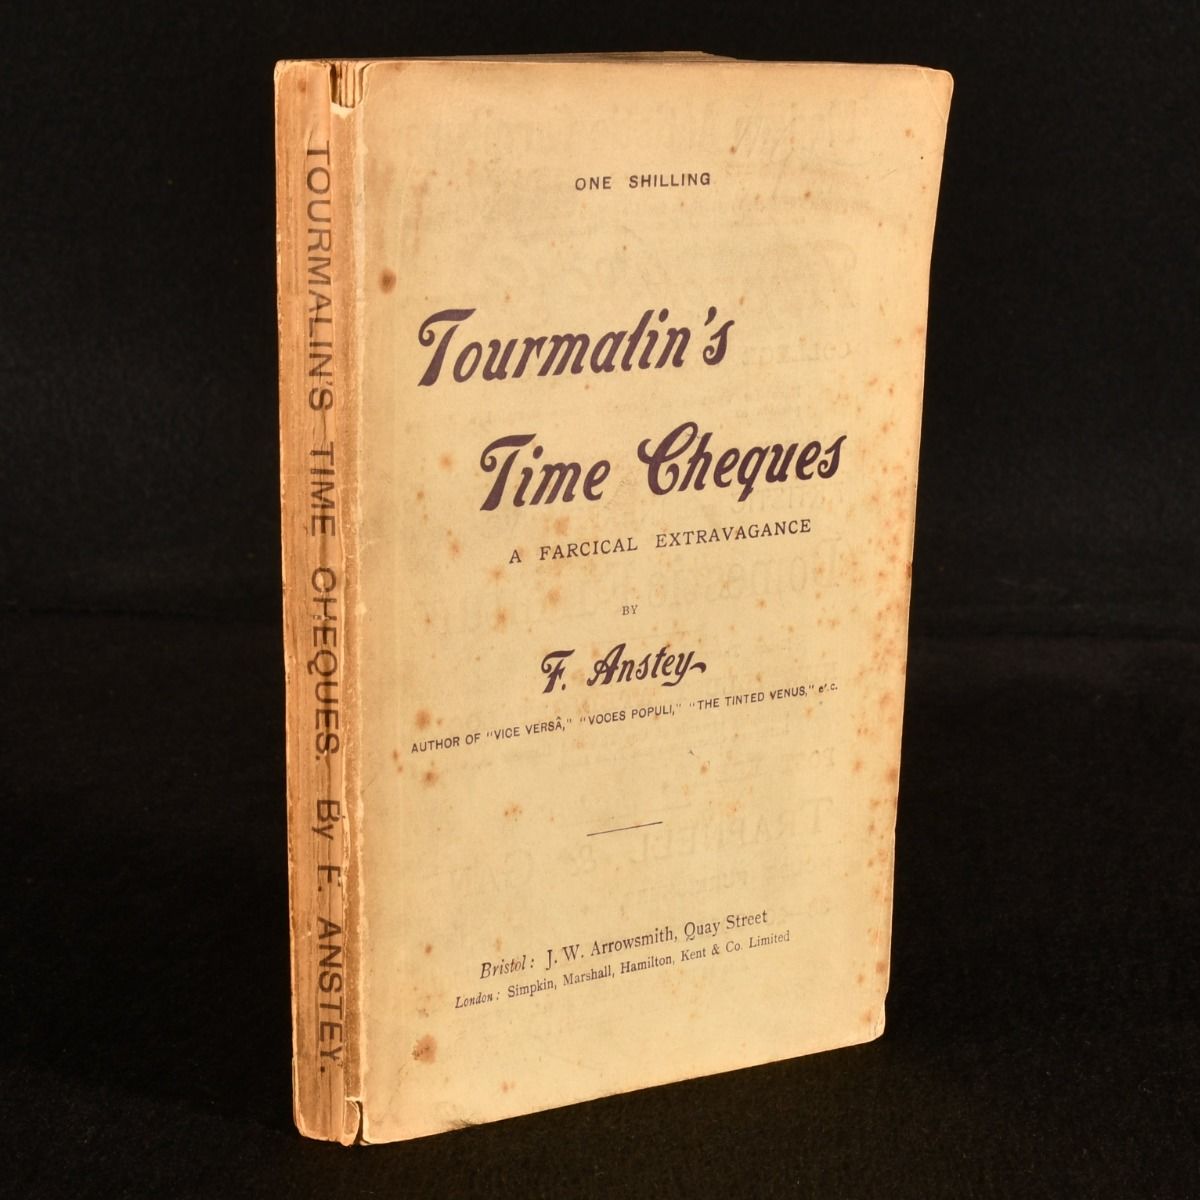 TOURMALIN'S TIME CHEQUES. By F. ANSTEY.
ONE SHILLING
Tourmalin's
Time Cheques
A FARCICAL EXTRAVAGANCE
BY
F. Anstey
AUTHOR OF "VICE VERSÂ," "VOCES POPULI," "THE TINTED VENUS," etc.
Bristol: J. W. Arrowsmith, Quay Street
London: Simpkin, Marshall, Hamilton, Kent & Co. Limited